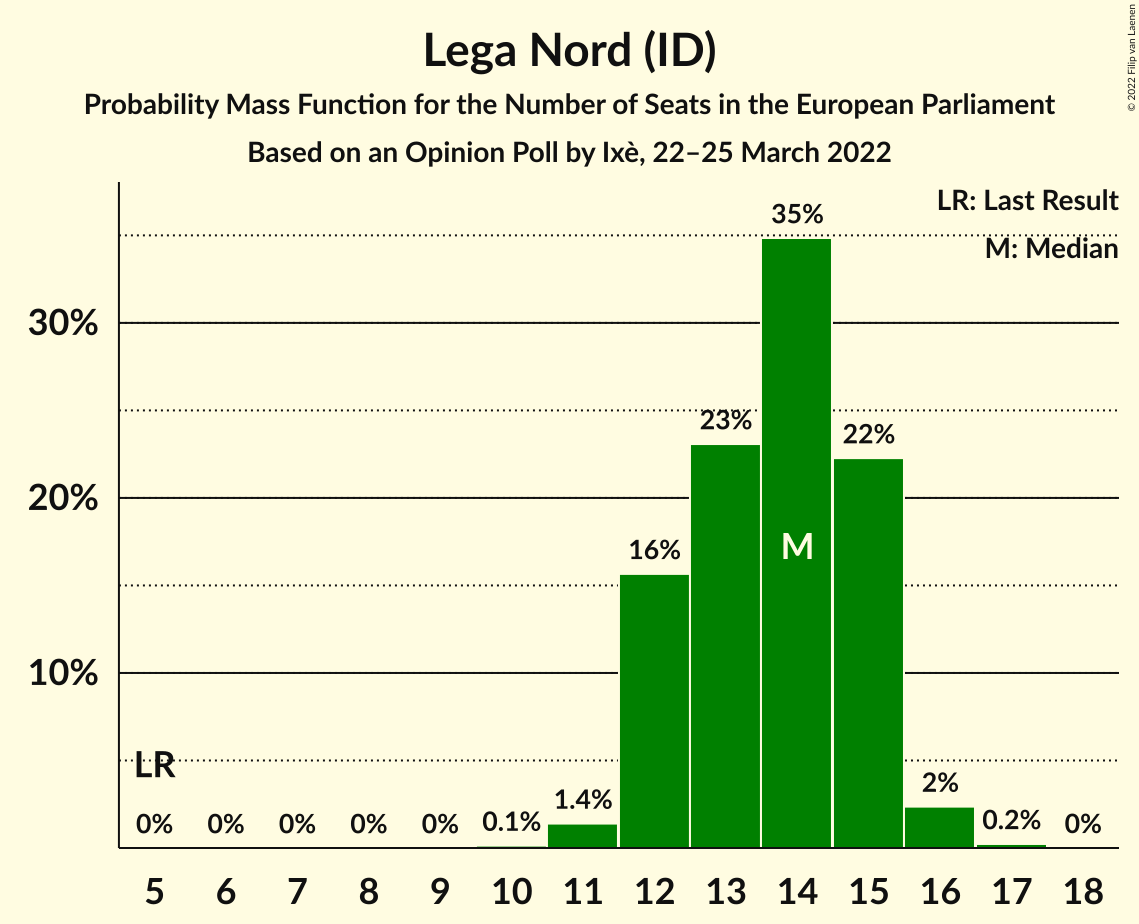 Lega Nord (ID)
Probability Mass Function for the Number of Seats in the European Parliament
Based on an Opinion Poll by Ixè, 22–25 March 2022
© 2022 Filip van Laenen
LR: Last Result
M: Median
30%
20%
10%
LR
0%
0%
0%
0%
0%
0.1%
1.4%
16%
23%
35%
M
22%
2%
0.2%
0%
5 6 7 8 9 10 11 12 13 14 15 16 17 18